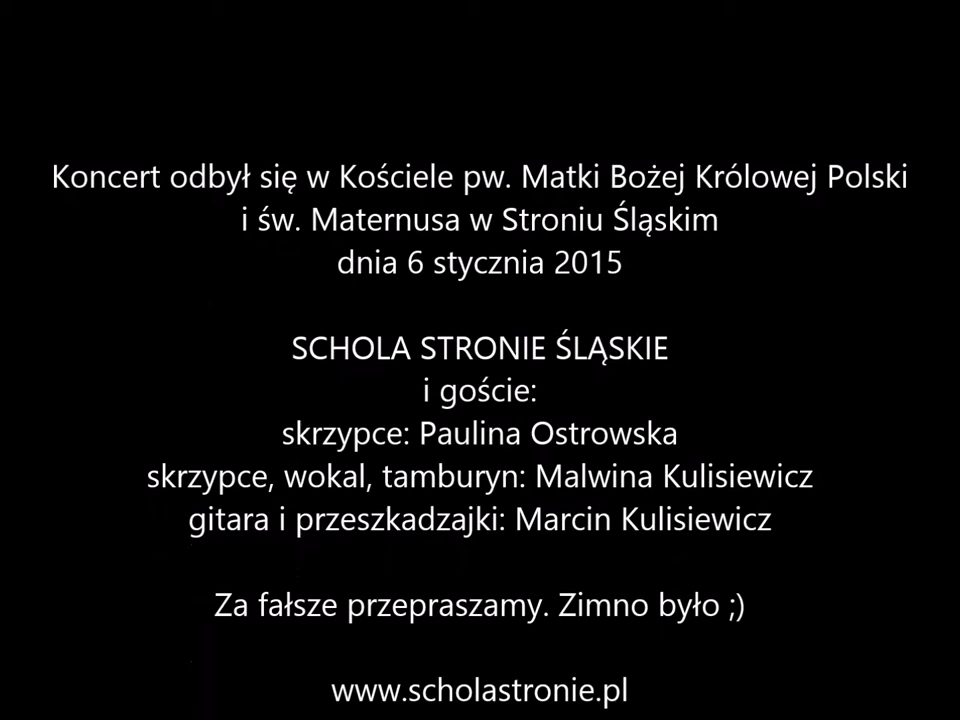 Koncert odbył się w Kościele pw. Matki Bożej Królowej Polski
i św. Maternusa w Stroniu Śląskim
dnia 6 stycznia 2015
SCHOLA STRONIE ŚLĄSKIE
i goście:
skrzypce: Paulina Ostrowska
skrzypce, wokal, tamburyn: Malwina Kulisiewicz
gitara i przeszkadzajki: Marcin Kulisiewicz
Za fałsze przepraszamy. Zimno było ;)
www.scholastronie.pl